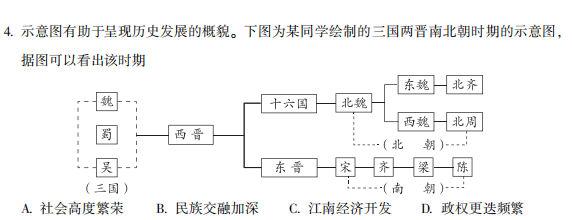 4. 示意图有助于呈现历史发展的概貌。下图为某同学绘制的三国两晋南北朝时期的示意图，
据图可以看出该时期
东魏 北齐
魏 十六国 北魏
蜀 西晋 西魏 北周
(北 朝)
吴 东晋 宋 齐 梁 陈
(三国) (南 朝)
A. 社会高度繁荣 B. 民族交融加深 C. 江南经济开发 D. 政权更迭频繁